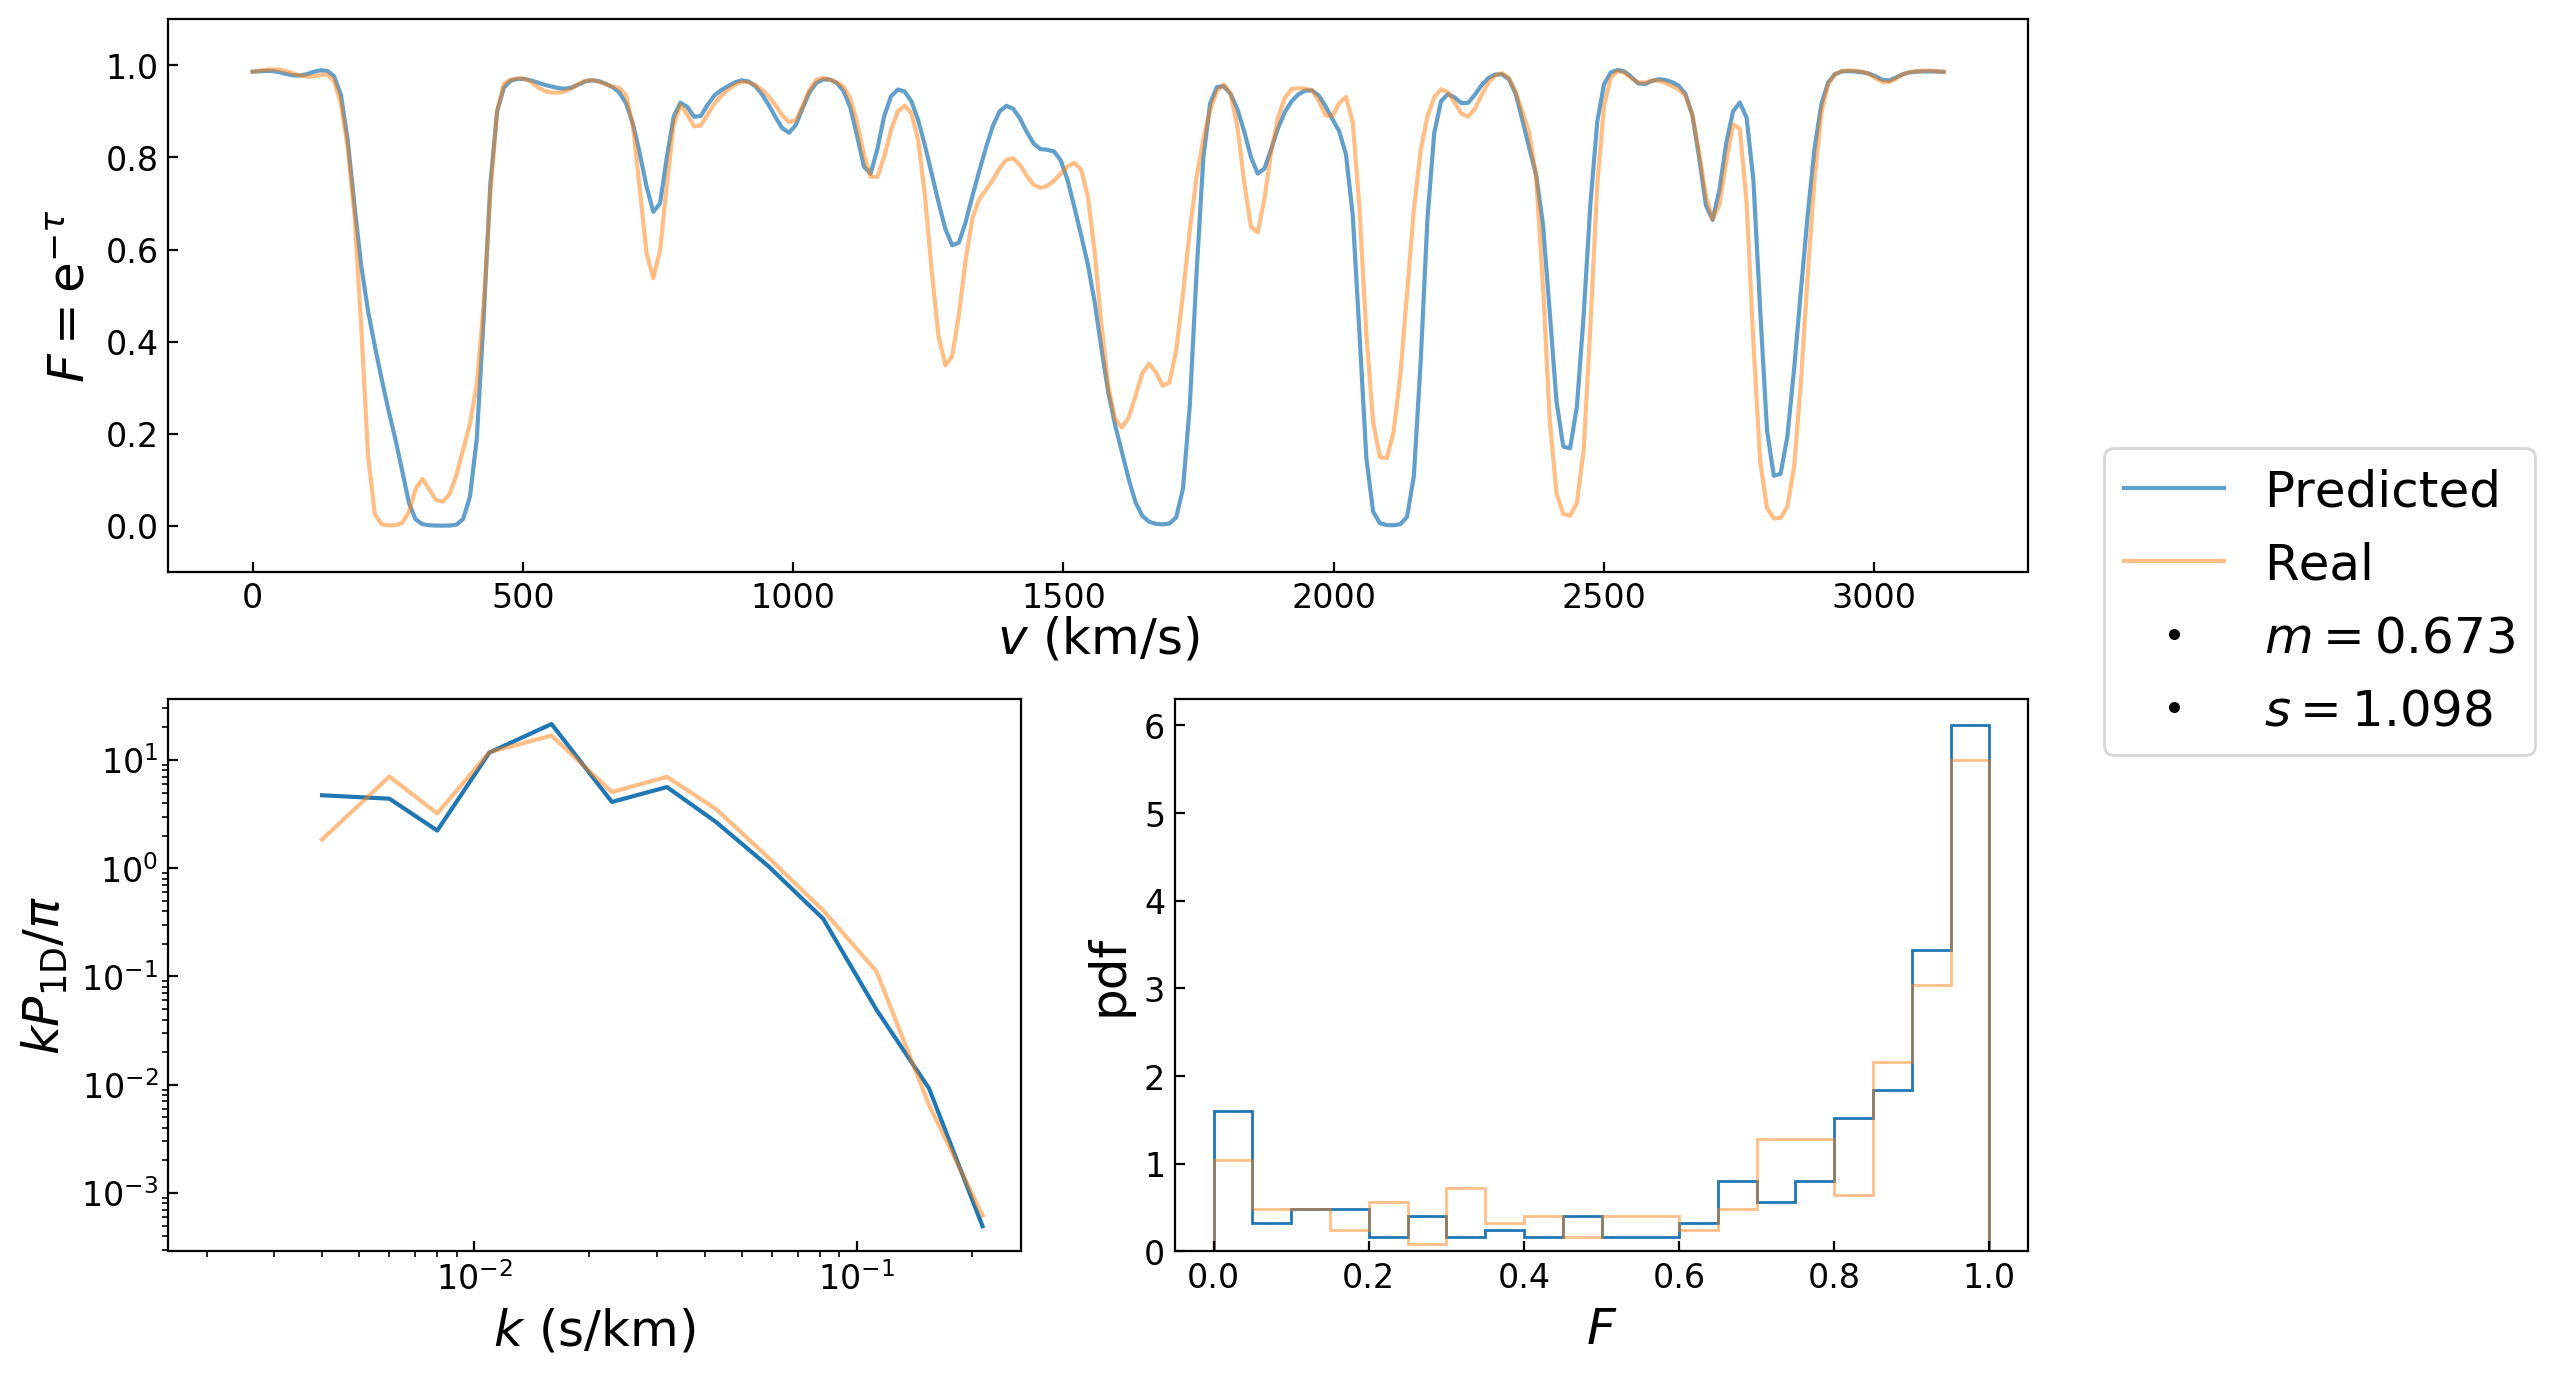 1.0
0.8
0.6
0.4
0.2
0.0
F = e^{−τ}
0 500 1000 1500 2000 2500 3000
v (km/s)
Predicted
Real
m = 0.673
s = 1.098
10^1
10^0
10^{−1}
10^{−2}
10^{−3}
kP_{1D}/π
10^{−2} 10^{−1}
k (s/km)
6
5
4
3
2
1
0
pdf
0.0 0.2 0.4 0.6 0.8 1.0
F